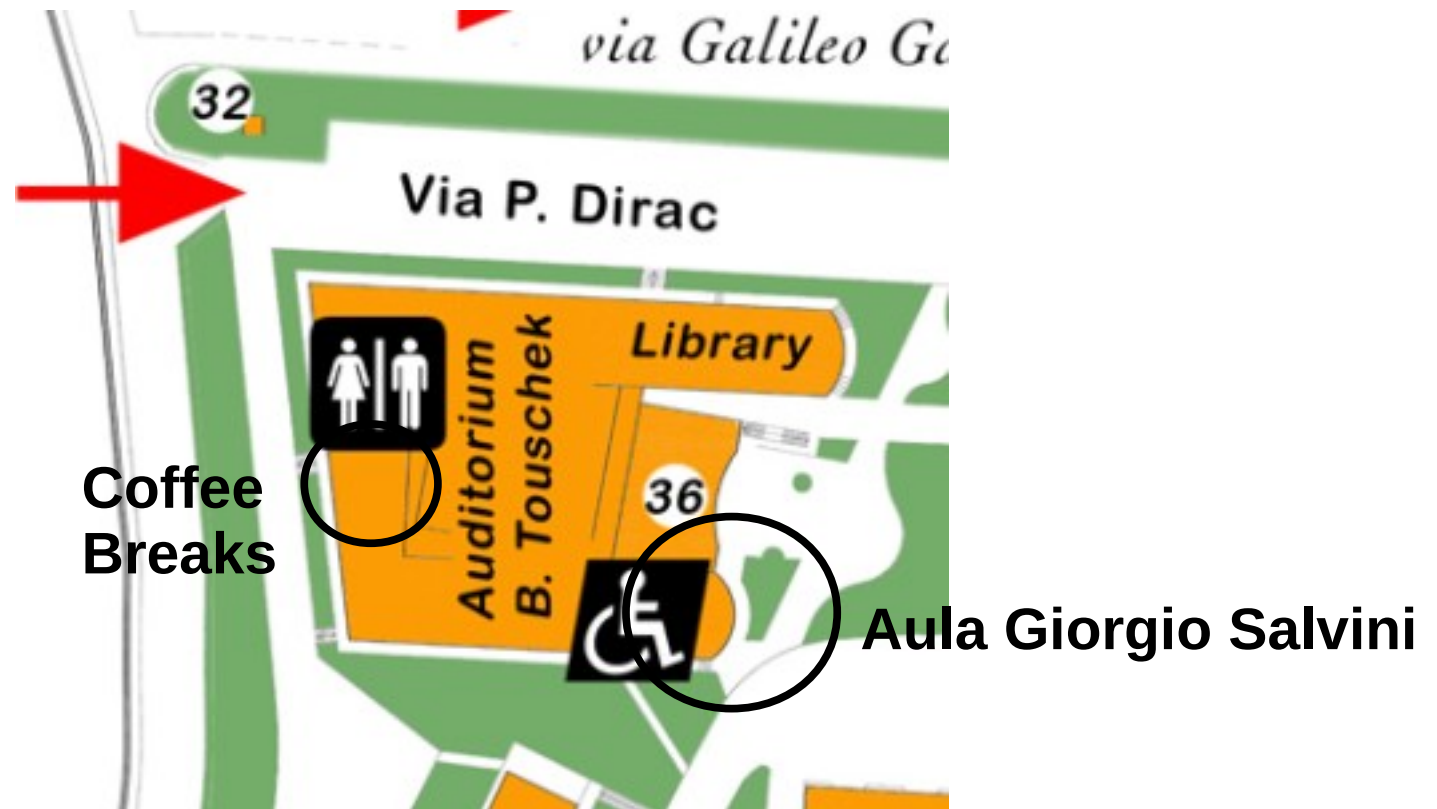 via Galileo Ga
32
Via P. Dirac
Library
Auditorium
B. Touschek
36
Coffee
Breaks
Aula Giorgio Salvini